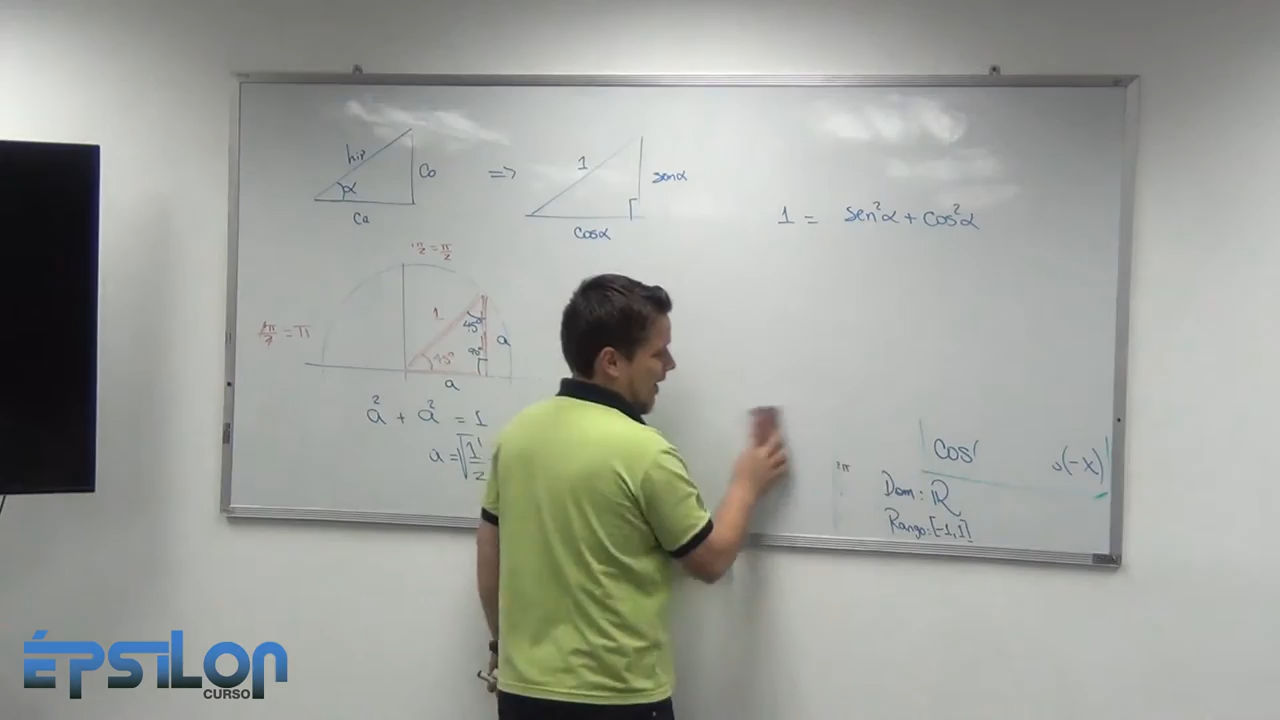 hip
α
Co
Ca
=>
1
senα
Cosα
1 = sen²α + Cos²α
π/2 = π/2
= π
1
45°
45°
90°
a
a
a² + a² = 1
a = √1/2
Cos(
(-x)
Dom: ℝ
Rango: [-1,1]
ÉPSILON
CURSO